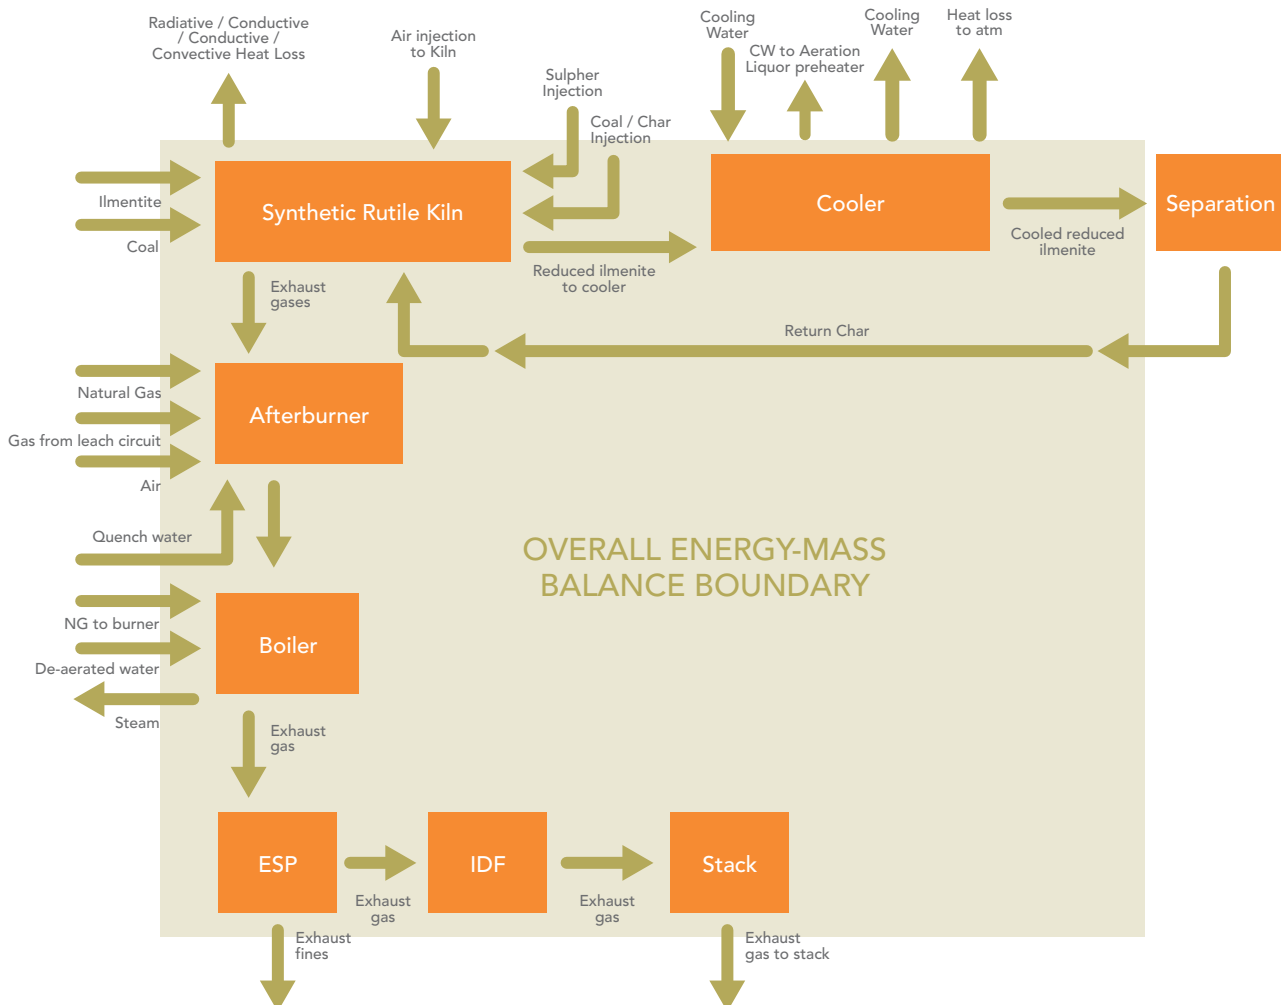 Radiative / Conductive
/ Conductive /
Convective Heat Loss
Air injection
to Kiln
Sulpher
Injection
Coal / Char
Injection
Cooling
Water
CW to Aeration
Liquor preheater
Cooling
Water
Heat loss
to atm
Ilmentite
Coal
Synthetic Rutile Kiln
Cooler
Separation
Reduced ilmenite
to cooler
Cooled reduced
ilmenite
Exhaust
gases
Return Char
Natural Gas
Gas from leach circuit
Air
Afterburner
Quench water
OVERALL ENERGY-MASS
BALANCE BOUNDARY
NG to burner
De-aerated water
Steam
Boiler
Exhaust
gas
ESP
Exhaust
gas
IDF
Exhaust
gas
Stack
Exhaust
fines
Exhaust
gas to stack